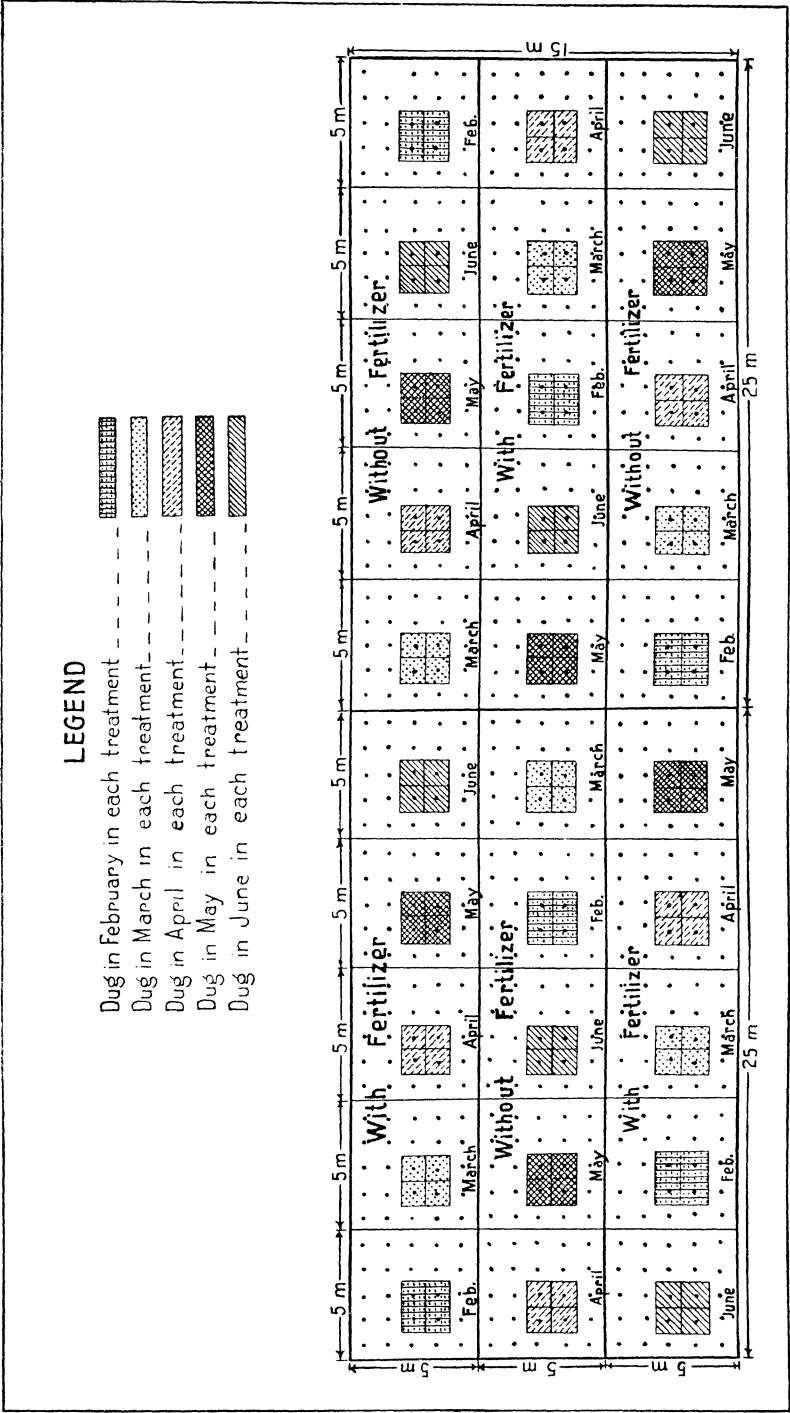 LEGEND
Dug in February in each treatment
Dug in March in each treatment
Dug in April in each treatment
Dug in May in each treatment
Dug in June in each treatment
5 m 5 m 5 m 5 m 5 m 5 m 5 m 5 m 5 m 5 m
5 m
With Fertilizer
Without Fertilizer
Feb. March April May June March April May June Feb.
15 m
5 m
Without Fertilizer
With Fertilizer
April May June Feb. March May June Feb. March April
5 m
With Fertilizer
Without Fertilizer
June Feb. March April May Feb. March April May June
25 m 25 m